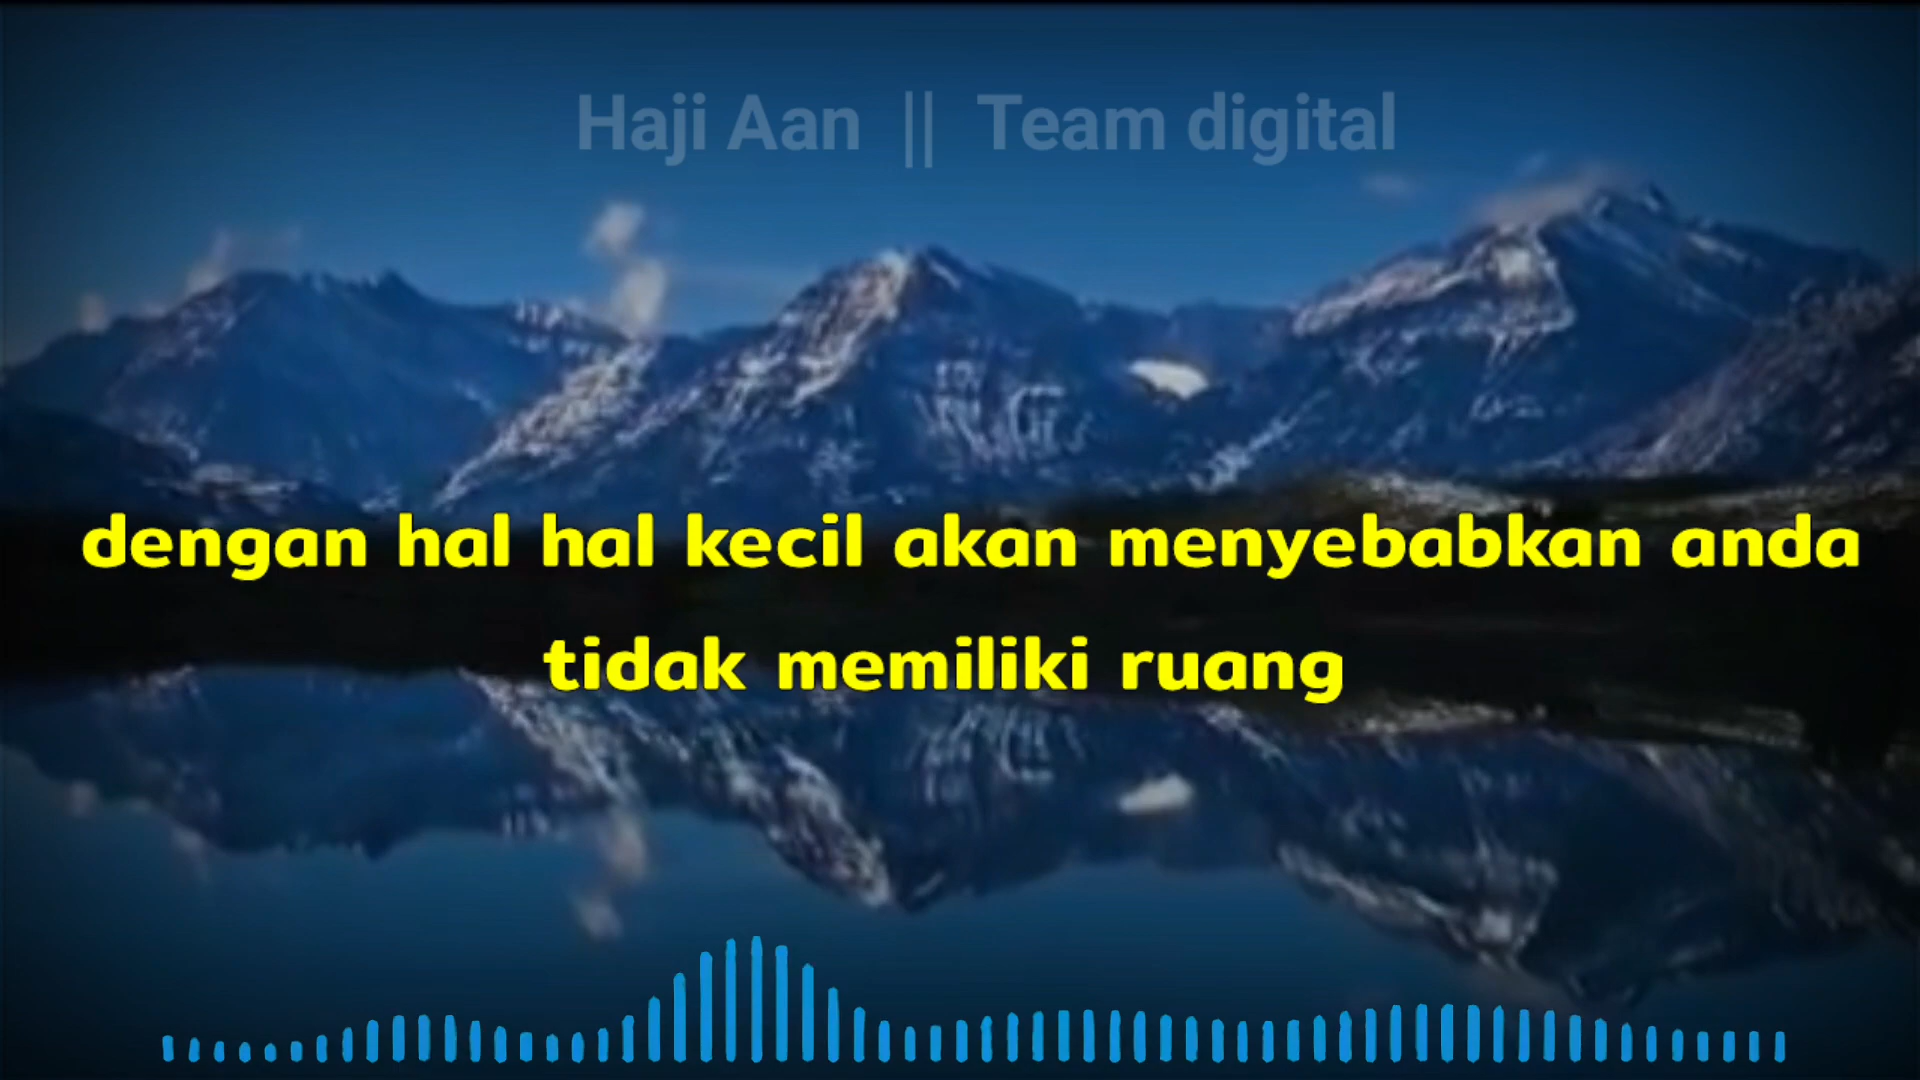 Haji Aan || Team digital
dengan hal hal kecil akan menyebabkan anda
tidak memiliki ruang